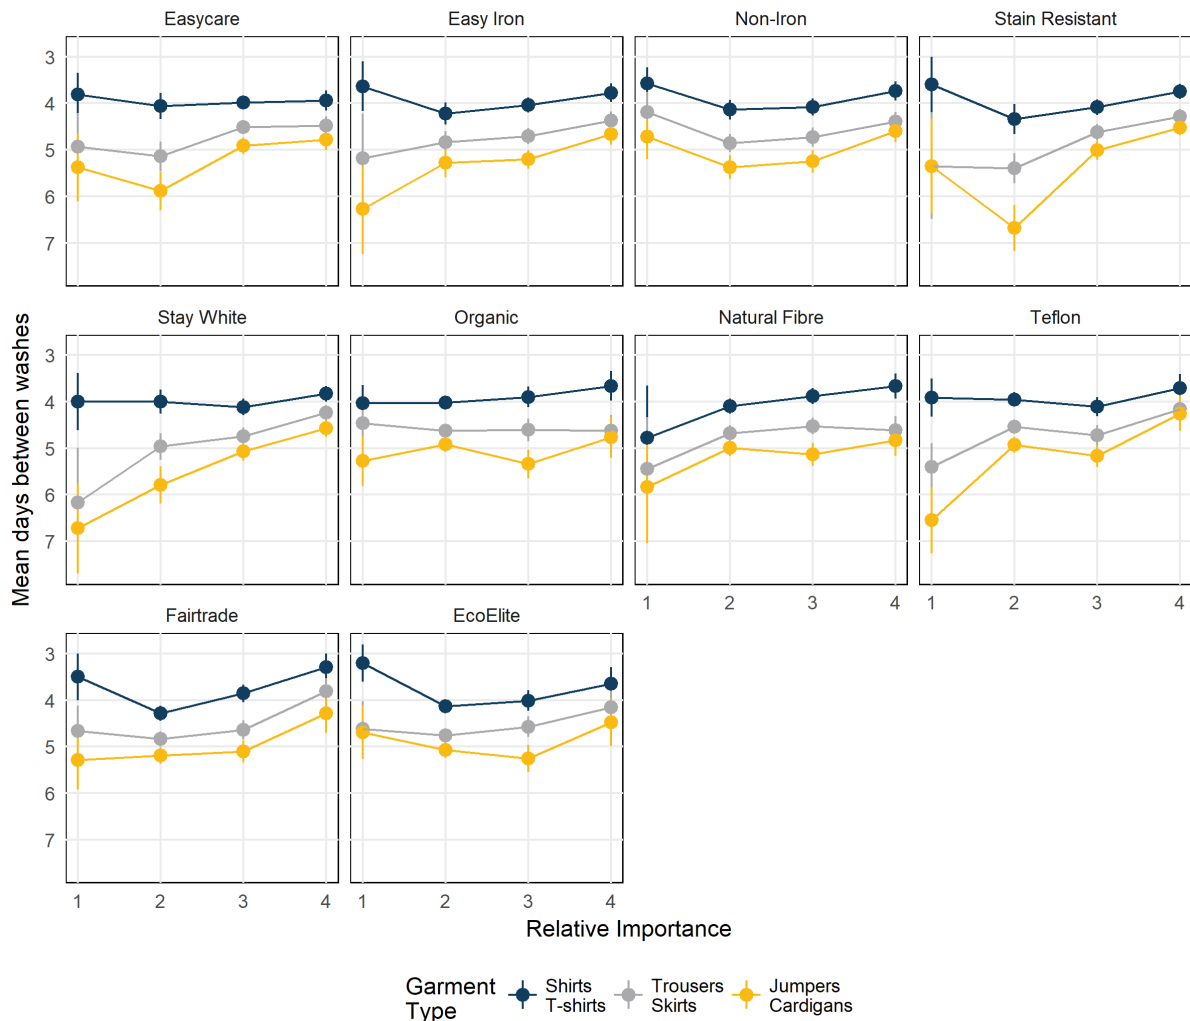 Easycare
Easy Iron
Non-Iron
Stain Resistant
3
4
5
6
7
Stay White
Organic
Natural Fibre
Teflon
3
4
5
6
7
1 2 3 4
1 2 3 4
Fairtrade
EcoElite
3
4
5
6
7
1 2 3 4
1 2 3 4
Mean days between washes
Relative Importance
Garment
Type
Shirts
T-shirts
Trousers
Skirts
Jumpers
Cardigans